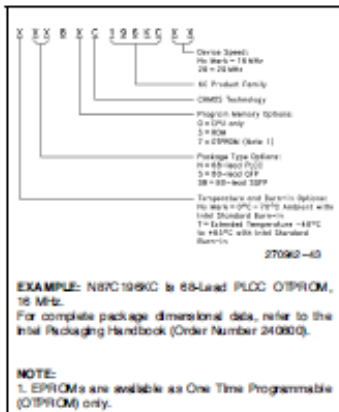 X XX 8 X C 1 9 6 K C X X
Device Speed:
No Mark = 16 MHz
20 = 20 MHz
KC Product Family
CHMOS Technology
Program Memory Options:
0 = CPU only
3 = ROM
7 = OTPROM (Note 1)
Package Type Options:
N = 68-lead PLCC
S = 80-lead QFP
SB = 80-lead SQFP
Temperature and Burn-in Options:
No Mark = 0°C - 70°C Ambient with
Intel Standard Burn-in
T = Extended Temperature -40°C
to +85°C with Intel Standard
Burn-in
270942-43
EXAMPLE: N87C196KC is 68-Lead PLCC OTPROM,
16 MHz.
For complete package dimensional data, refer to the
Intel Packaging Handbook (Order Number 240800).
NOTE:
1. EPROMs are available as One Time Programmable
(OTPROM) only.